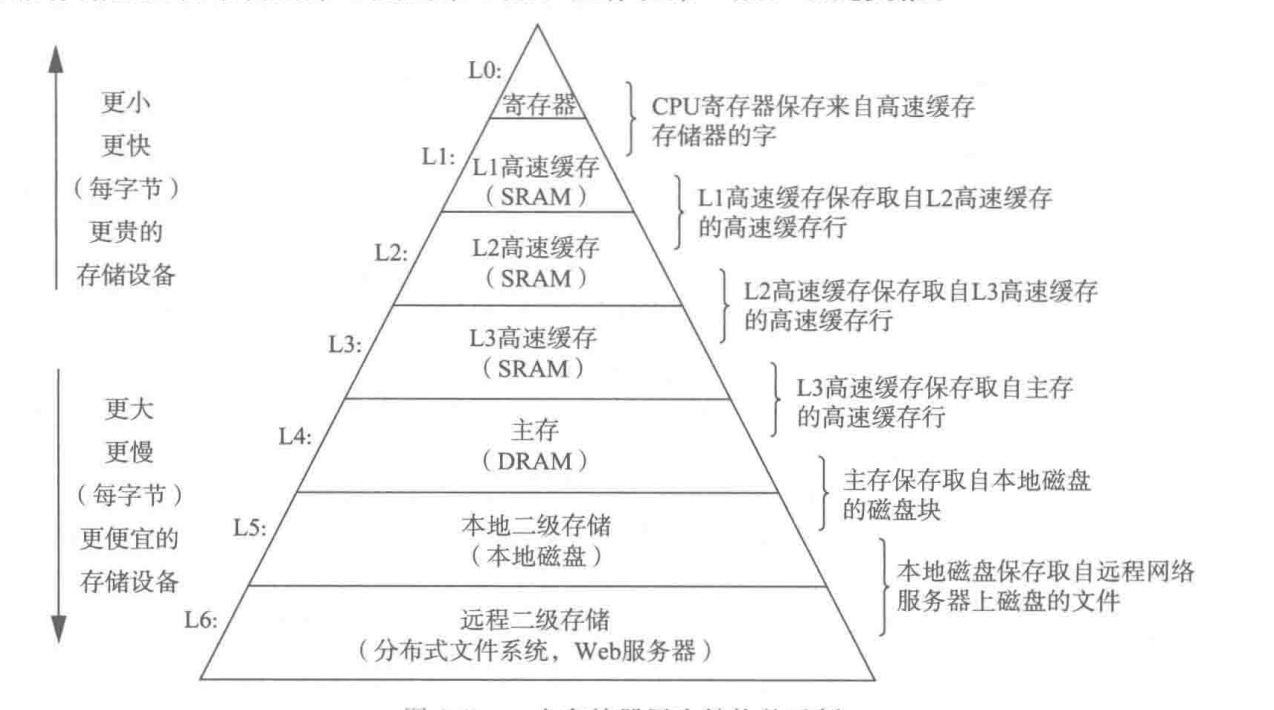 更小
更快
（每字节）
更贵的
存储设备
更大
更慢
（每字节）
更便宜的
存储设备
L0:
寄存器
CPU寄存器保存来自高速缓存
存储器的字
L1:
L1高速缓存
（SRAM）
L1高速缓存保存取自L2高速缓存
的高速缓存行
L2:
L2高速缓存
（SRAM）
L2高速缓存保存取自L3高速缓存
的高速缓存行
L3:
L3高速缓存
（SRAM）
L3高速缓存保存取自主存
的高速缓存行
L4:
主存
（DRAM）
主存保存取自本地磁盘
的磁盘块
L5:
本地二级存储
（本地磁盘）
本地磁盘保存取自远程网络
服务器上磁盘的文件
L6:
远程二级存储
（分布式文件系统，Web服务器）